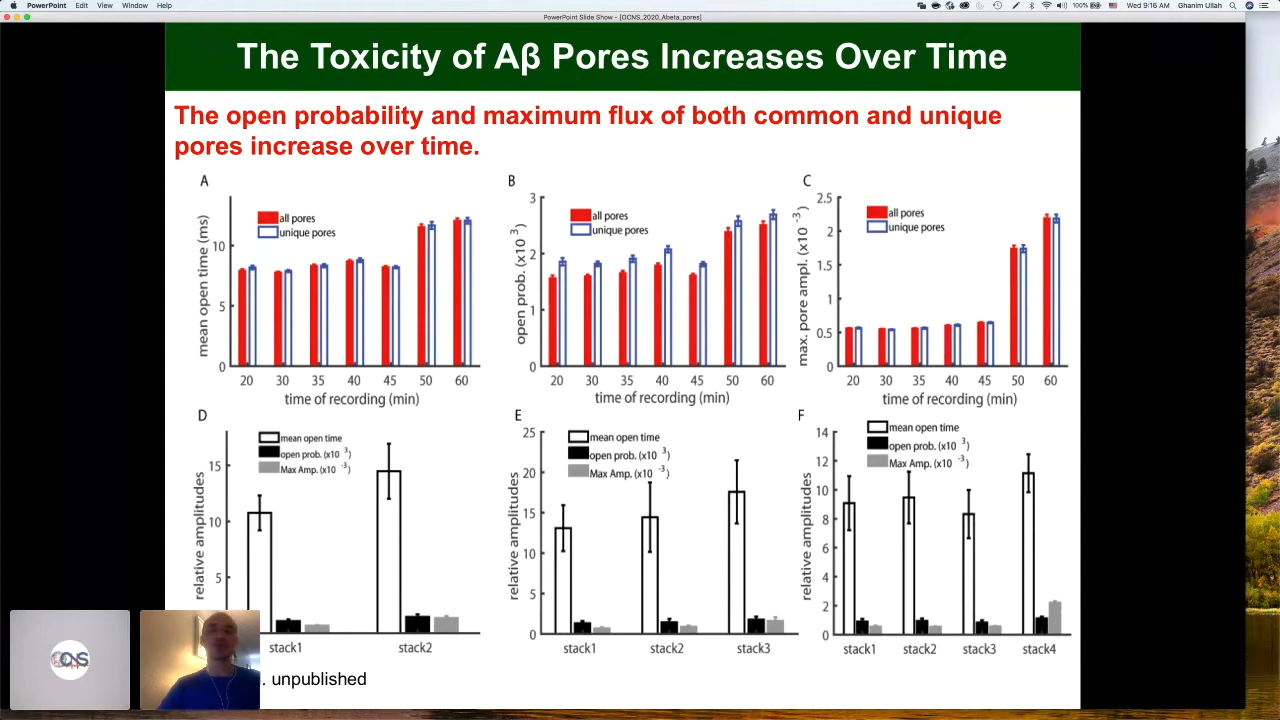 PowerPoint Edit View Window Help 100% Wed 9:16 AM Ghanim Ullah
PowerPoint Slide Show - [OCNS_2020_Abeta_pores]
The Toxicity of Aβ Pores Increases Over Time
The open probability and maximum flux of both common and unique
pores increase over time.
A
mean open time (ms)
10
5
0
all pores
unique pores
20 30 35 40 45 50 60
time of recording (min)
B
open prob. (x10 3)
3
2
1
0
all pores
unique pores
20 30 35 40 45 50 60
time of recording (min)
C
max. pore ampl. (x10 -3)
2.5
2
1.5
1
0.5
0
all pores
unique pores
20 30 35 40 45 50 60
time of recording (min)
D
relative amplitudes
15
10
5
mean open time
open prob. (x10 3)
Max Amp. (x10 -3)
stack1 stack2
E
relative amplitudes
25
20
15
10
5
0
mean open time
open prob. (x10 3)
Max Amp. (x10 -3)
stack1 stack2 stack3
F
relative amplitudes
14
12
10
8
6
4
2
0
mean open time
open prob. (x10 3)
Max Amp. (x10 -3)
stack1 stack2 stack3 stack4
. unpublished
OCNS